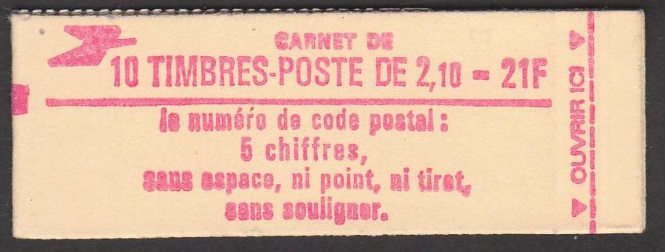 CARNET DE
10 TIMBRES-POSTE DE 2,10 = 21F
le numéro de code postal :
5 chiffres,
sans espace, ni point, ni tiret,
sans souligner.
OUVRIR ICI